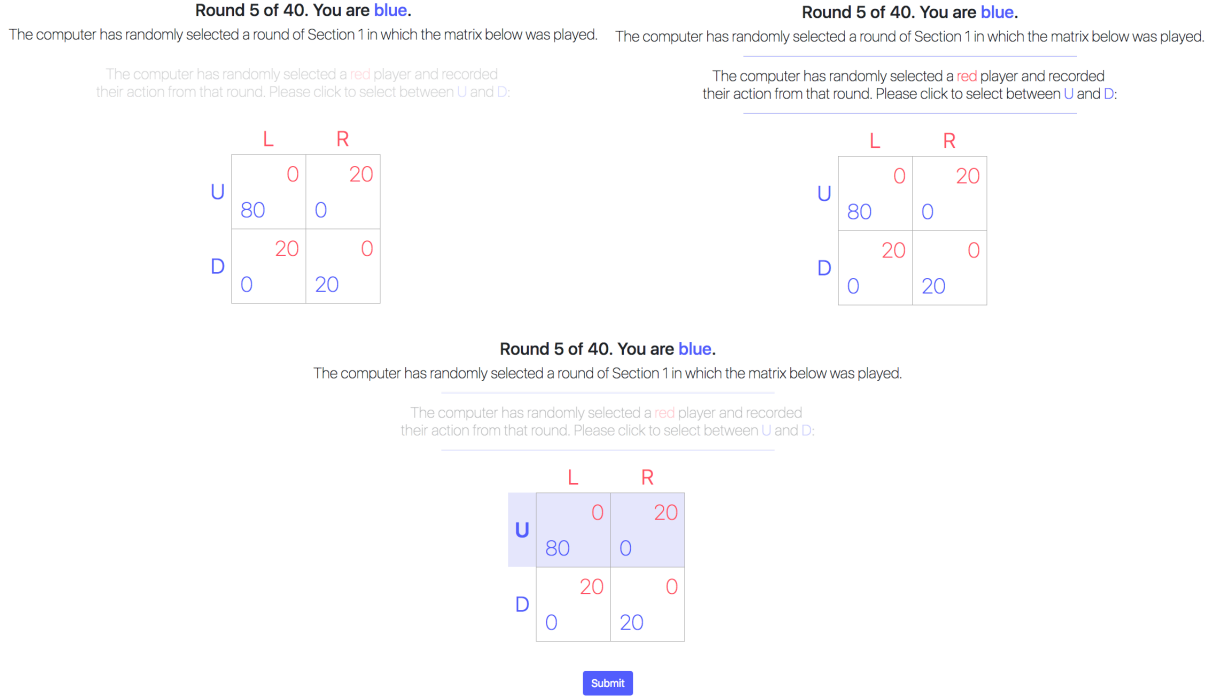 Round 5 of 40. You are blue.
The computer has randomly selected a round of Section 1 in which the matrix below was played.
The computer has randomly selected a red player and recorded
their action from that round. Please click to select between U and D:
L R
0 20
U
80 0
20 0
D
0 20
Round 5 of 40. You are blue.
The computer has randomly selected a round of Section 1 in which the matrix below was played.
The computer has randomly selected a red player and recorded
their action from that round. Please click to select between U and D:
L R
0 20
U
80 0
20 0
D
0 20
Round 5 of 40. You are blue.
The computer has randomly selected a round of Section 1 in which the matrix below was played.
The computer has randomly selected a red player and recorded
their action from that round. Please click to select between U and D:
L R
0 20
U
80 0
20 0
D
0 20
Submit